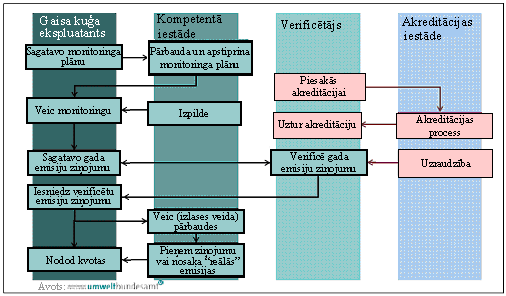 Gaisa kuģa
ekspluatants
Kompetentā
iestāde
Verificētājs
Akreditācijas
iestāde
Sagatavo monitoringa
plānu
Pārbauda un apstiprina
monitoringa plānu
Piesakās
akreditācijai
Veic monitoringu
Izpilde
Uztur akreditāciju
Akreditācijas
process
Sagatavo gada
emisiju ziņojumu
Verificē gada
emisiju ziņojumu
Uzraudzība
Iesniedz verificētu
emisiju ziņojumu
Veic (izlases veida)
pārbaudes
Nodod kvotas
Pieņem ziņojumu
vai nosaka “reālās”
emisijas
Avots: umweltbundesamt